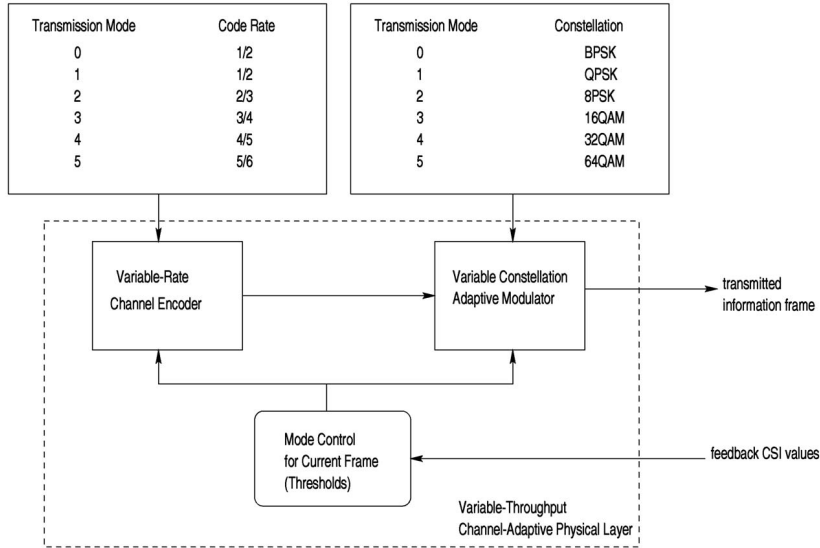 Transmission Mode Code Rate
0 1/2
1 1/2
2 2/3
3 3/4
4 4/5
5 5/6
Transmission Mode Constellation
0 BPSK
1 QPSK
2 8PSK
3 16QAM
4 32QAM
5 64QAM
Variable-Rate
Channel Encoder
Variable Constellation
Adaptive Modulator
transmitted
information frame
Mode Control
for Current Frame
(Thresholds)
feedback CSI values
Variable-Throughput
Channel-Adaptive Physical Layer